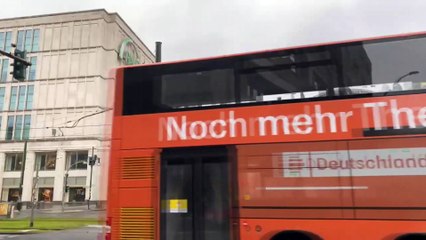 Noch mehr The
Deutschland